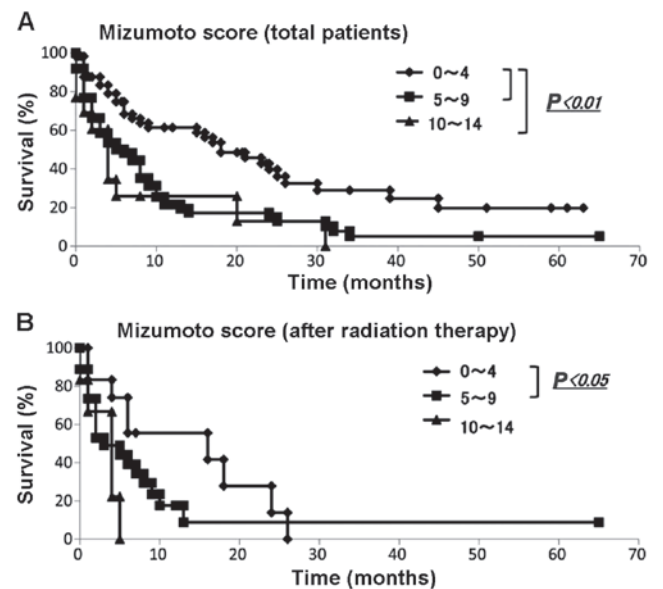 A
Mizumoto score (total patients)
Survival (%)
100
80
60
40
20
0
0~4
5~9
10~14
P<0.01
0 10 20 30 40 50 60 70
Time (months)
B
Mizumoto score (after radiation therapy)
Survival (%)
100
80
60
40
20
0
0~4
5~9
10~14
P<0.05
0 10 20 30 40 50 60 70
Time (months)